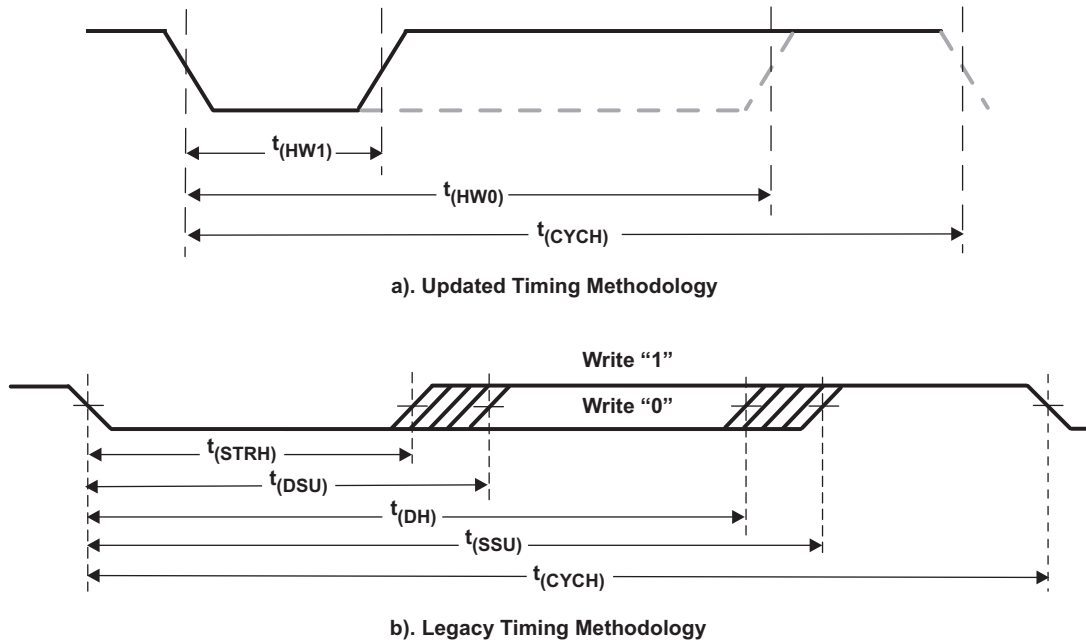 t(HW1)
t(HW0)
t(CYCH)
a). Updated Timing Methodology
Write “1”
Write “0”
t(STRH)
t(DSU)
t(DH)
t(SSU)
t(CYCH)
b). Legacy Timing Methodology